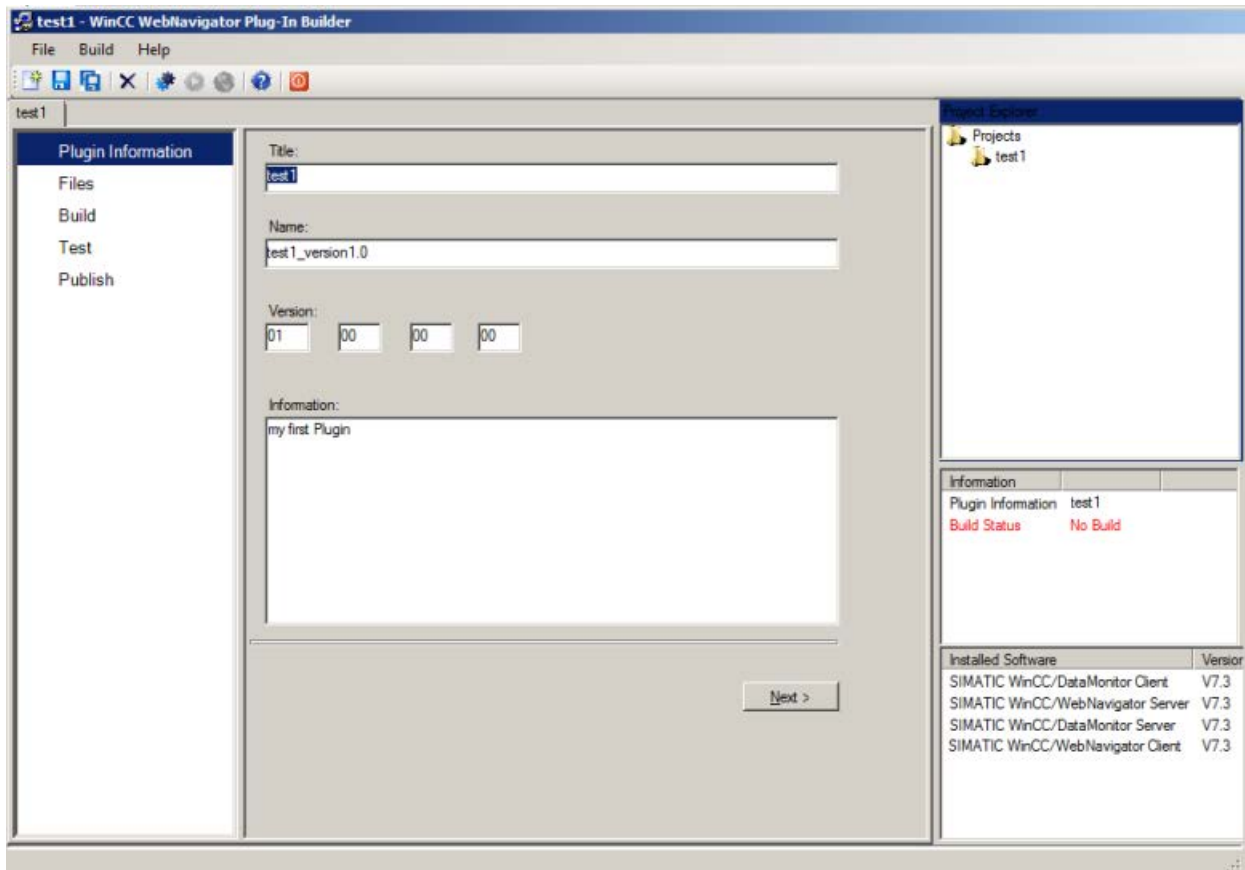 test1 - WinCC WebNavigator Plug-In Builder
File Build Help
test1
Plugin Information
Files
Build
Test
Publish
Title:
test1
Name:
test1_version1.0
Version:
01 00 00 00
Information:
my first Plugin
Next >
Project Explorer
Projects
test1
Information
Plugin Information test1
Build Status No Build
Installed Software Version
SIMATIC WinCC/DataMonitor Client V7.3
SIMATIC WinCC/WebNavigator Server V7.3
SIMATIC WinCC/DataMonitor Server V7.3
SIMATIC WinCC/WebNavigator Client V7.3